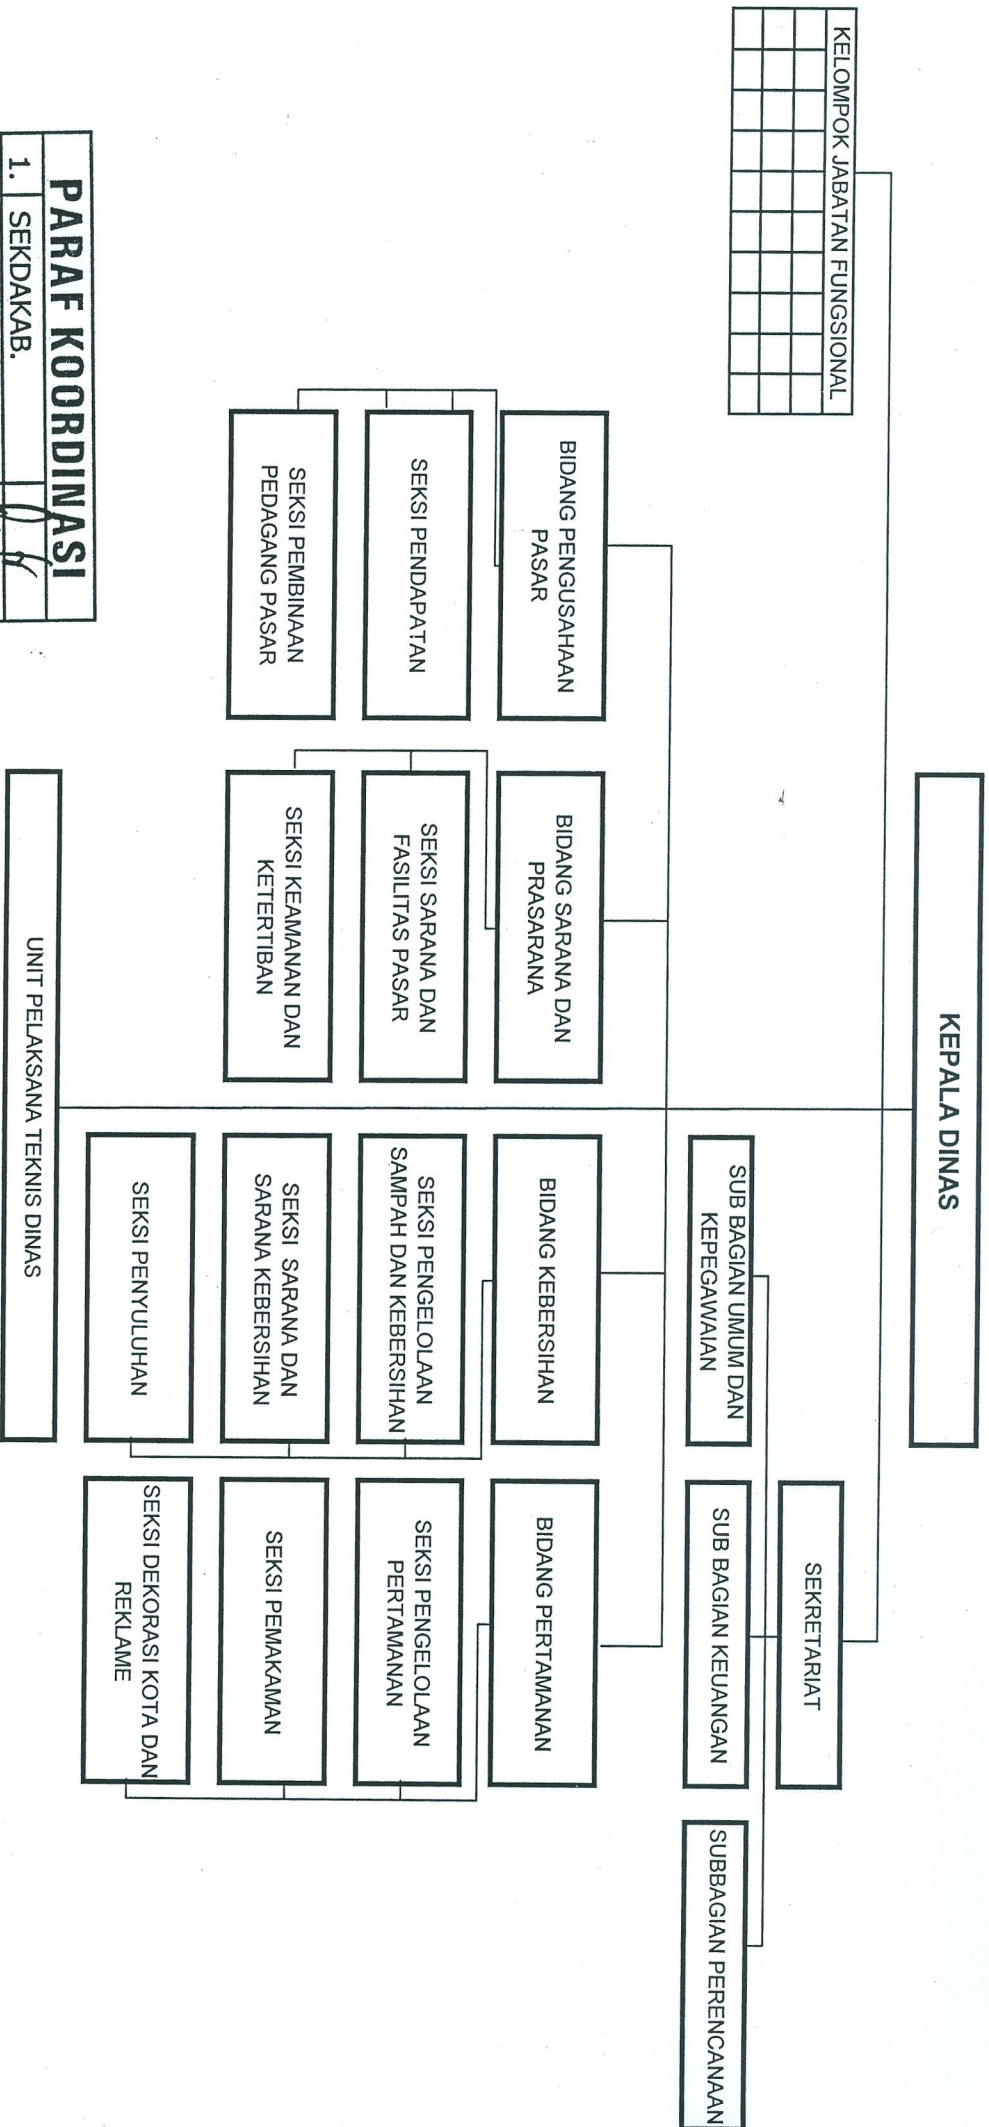 KEPALA DINAS
KELOMPOK JABATAN FUNGSIONAL
SEKRETARIAT
SUB BAGIAN UMUM DAN
KEPEGAWAIAN
SUB BAGIAN KEUANGAN
SUBBAGIAN PERENCANAAN
BIDANG PENGUSAHAAN
PASAR
BIDANG SARANA DAN
PRASARANA
BIDANG KEBERSIHAN
BIDANG PERTAMANAN
SEKSI PENDAPATAN
SEKSI SARANA DAN
FASILITAS PASAR
SEKSI PENGELOLAAN
SAMPAH DAN KEBERSIHAN
SEKSI PENGELOLAAN
PERTAMANAN
SEKSI PEMBINAAN
PEDAGANG PASAR
SEKSI KEAMANAN DAN
KETERTIBAN
SEKSI SARANA DAN
SARANA KEBERSIHAN
SEKSI PEMAKAMAN
SEKSI PENYULUHAN
SEKSI DEKORASI KOTA DAN
REKLAME
UNIT PELAKSANA TEKNIS DINAS
PARAF KOORDINASI
1. SEKDAKAB.